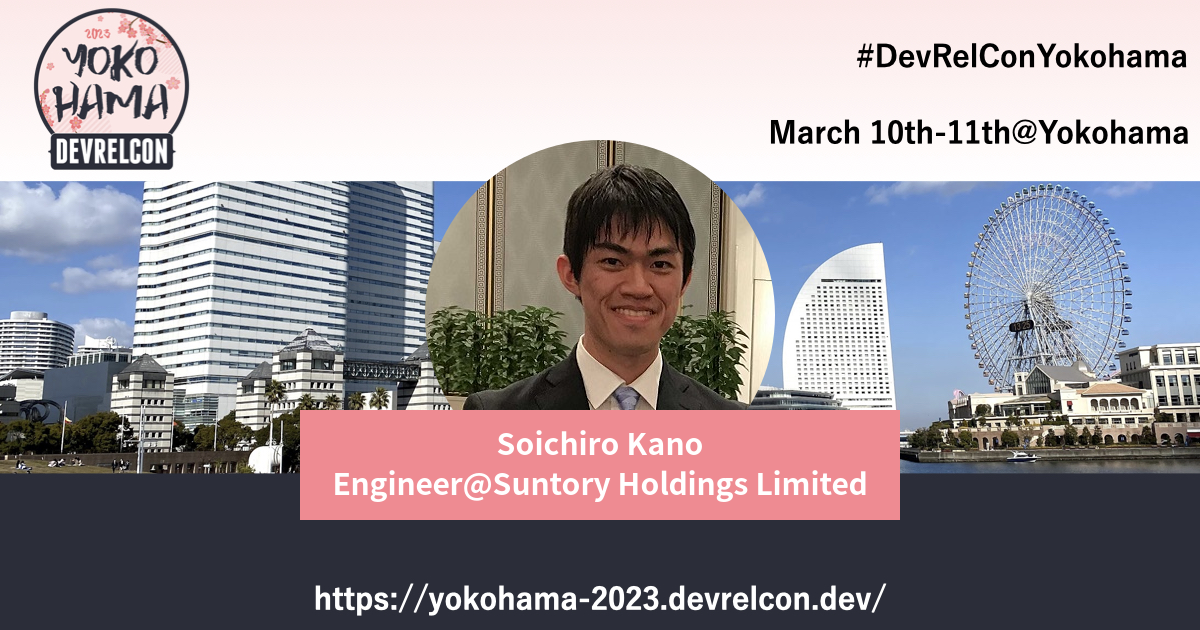 2023
YOKO
HAMA
DEVRELCON
#DevRelConYokohama
March 10th-11th@Yokohama
Soichiro Kano
Engineer@Suntory Holdings Limited
https://yokohama-2023.devrelcon.dev/